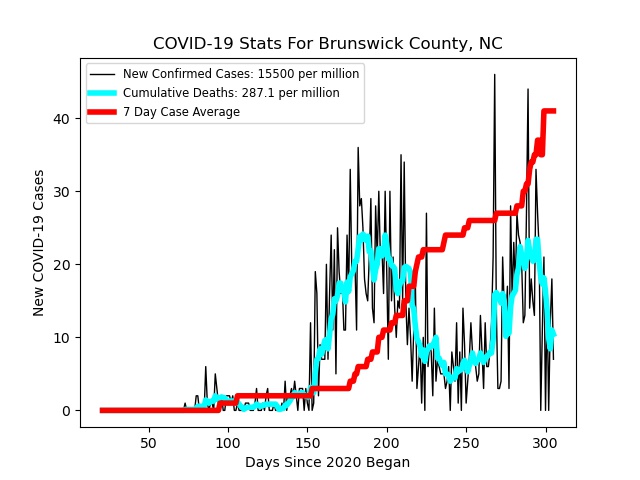 COVID-19 Stats For Brunswick County, NC
New Confirmed Cases: 15500 per million
Cumulative Deaths: 287.1 per million
7 Day Case Average
New COVID-19 Cases
40
30
20
10
0
50 100 150 200 250 300
Days Since 2020 Began